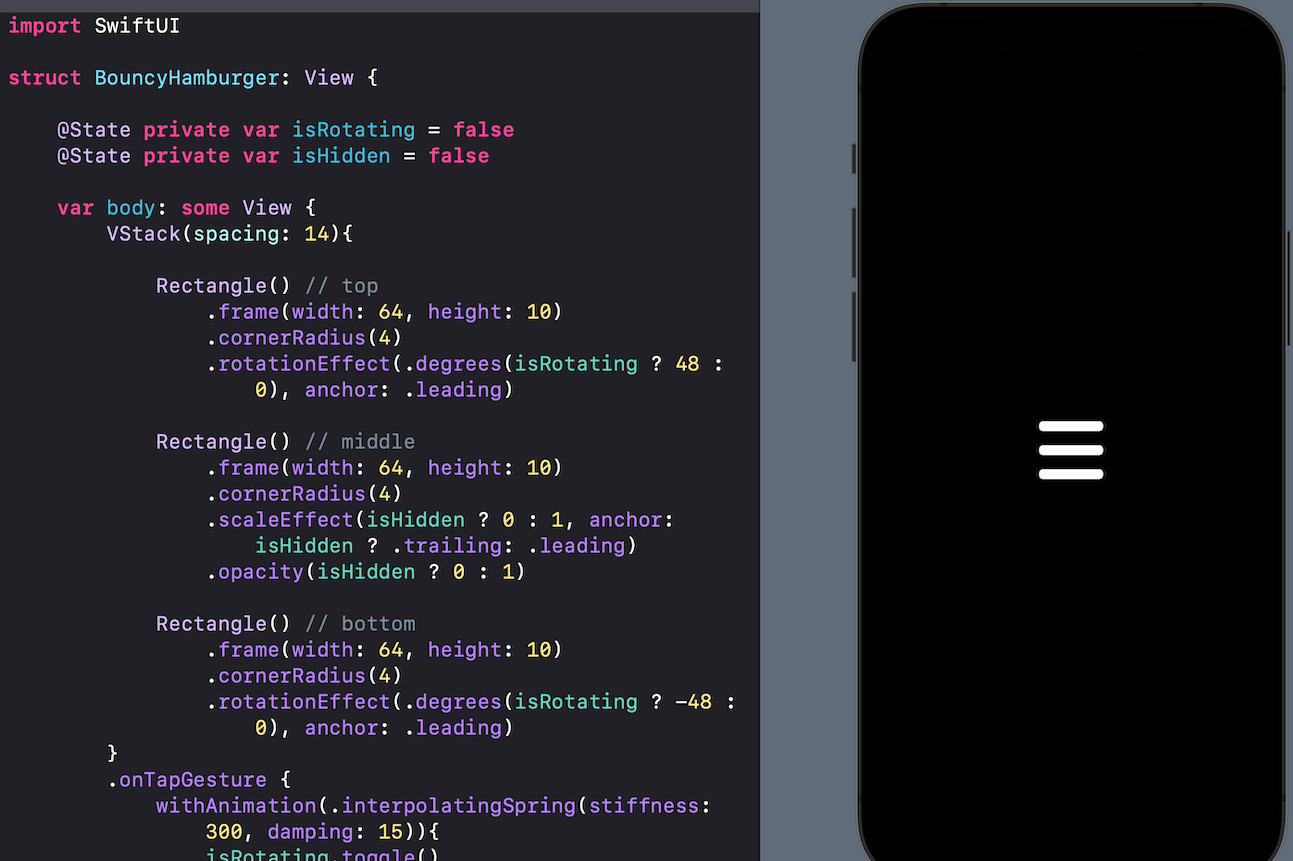 import SwiftUI
struct BouncyHamburger: View {
@State private var isRotating = false
@State private var isHidden = false
var body: some View {
VStack(spacing: 14){
Rectangle() // top
.frame(width: 64, height: 10)
.cornerRadius(4)
.rotationEffect(.degrees(isRotating ? 48 :
0), anchor: .leading)
Rectangle() // middle
.frame(width: 64, height: 10)
.cornerRadius(4)
.scaleEffect(isHidden ? 0 : 1, anchor:
isHidden ? .trailing: .leading)
.opacity(isHidden ? 0 : 1)
Rectangle() // bottom
.frame(width: 64, height: 10)
.cornerRadius(4)
.rotationEffect(.degrees(isRotating ? −48 :
0), anchor: .leading)
}
.onTapGesture {
withAnimation(.interpolatingSpring(stiffness:
300, damping: 15)){
isRotating.toggle()